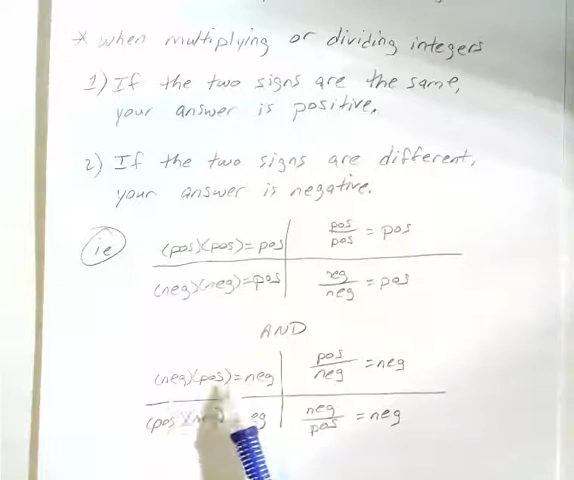 * when multiplying or dividing integers
1) If the two signs are the same,
your answer is positive.
2) If the two signs are different,
your answer is negative.
ie
(pos)(pos) = pos | pos/pos = pos
(neg)(neg) = pos | neg/neg = pos
AND
(neg)(pos) = neg | pos/neg = neg
(pos)( eg | neg/pos = neg